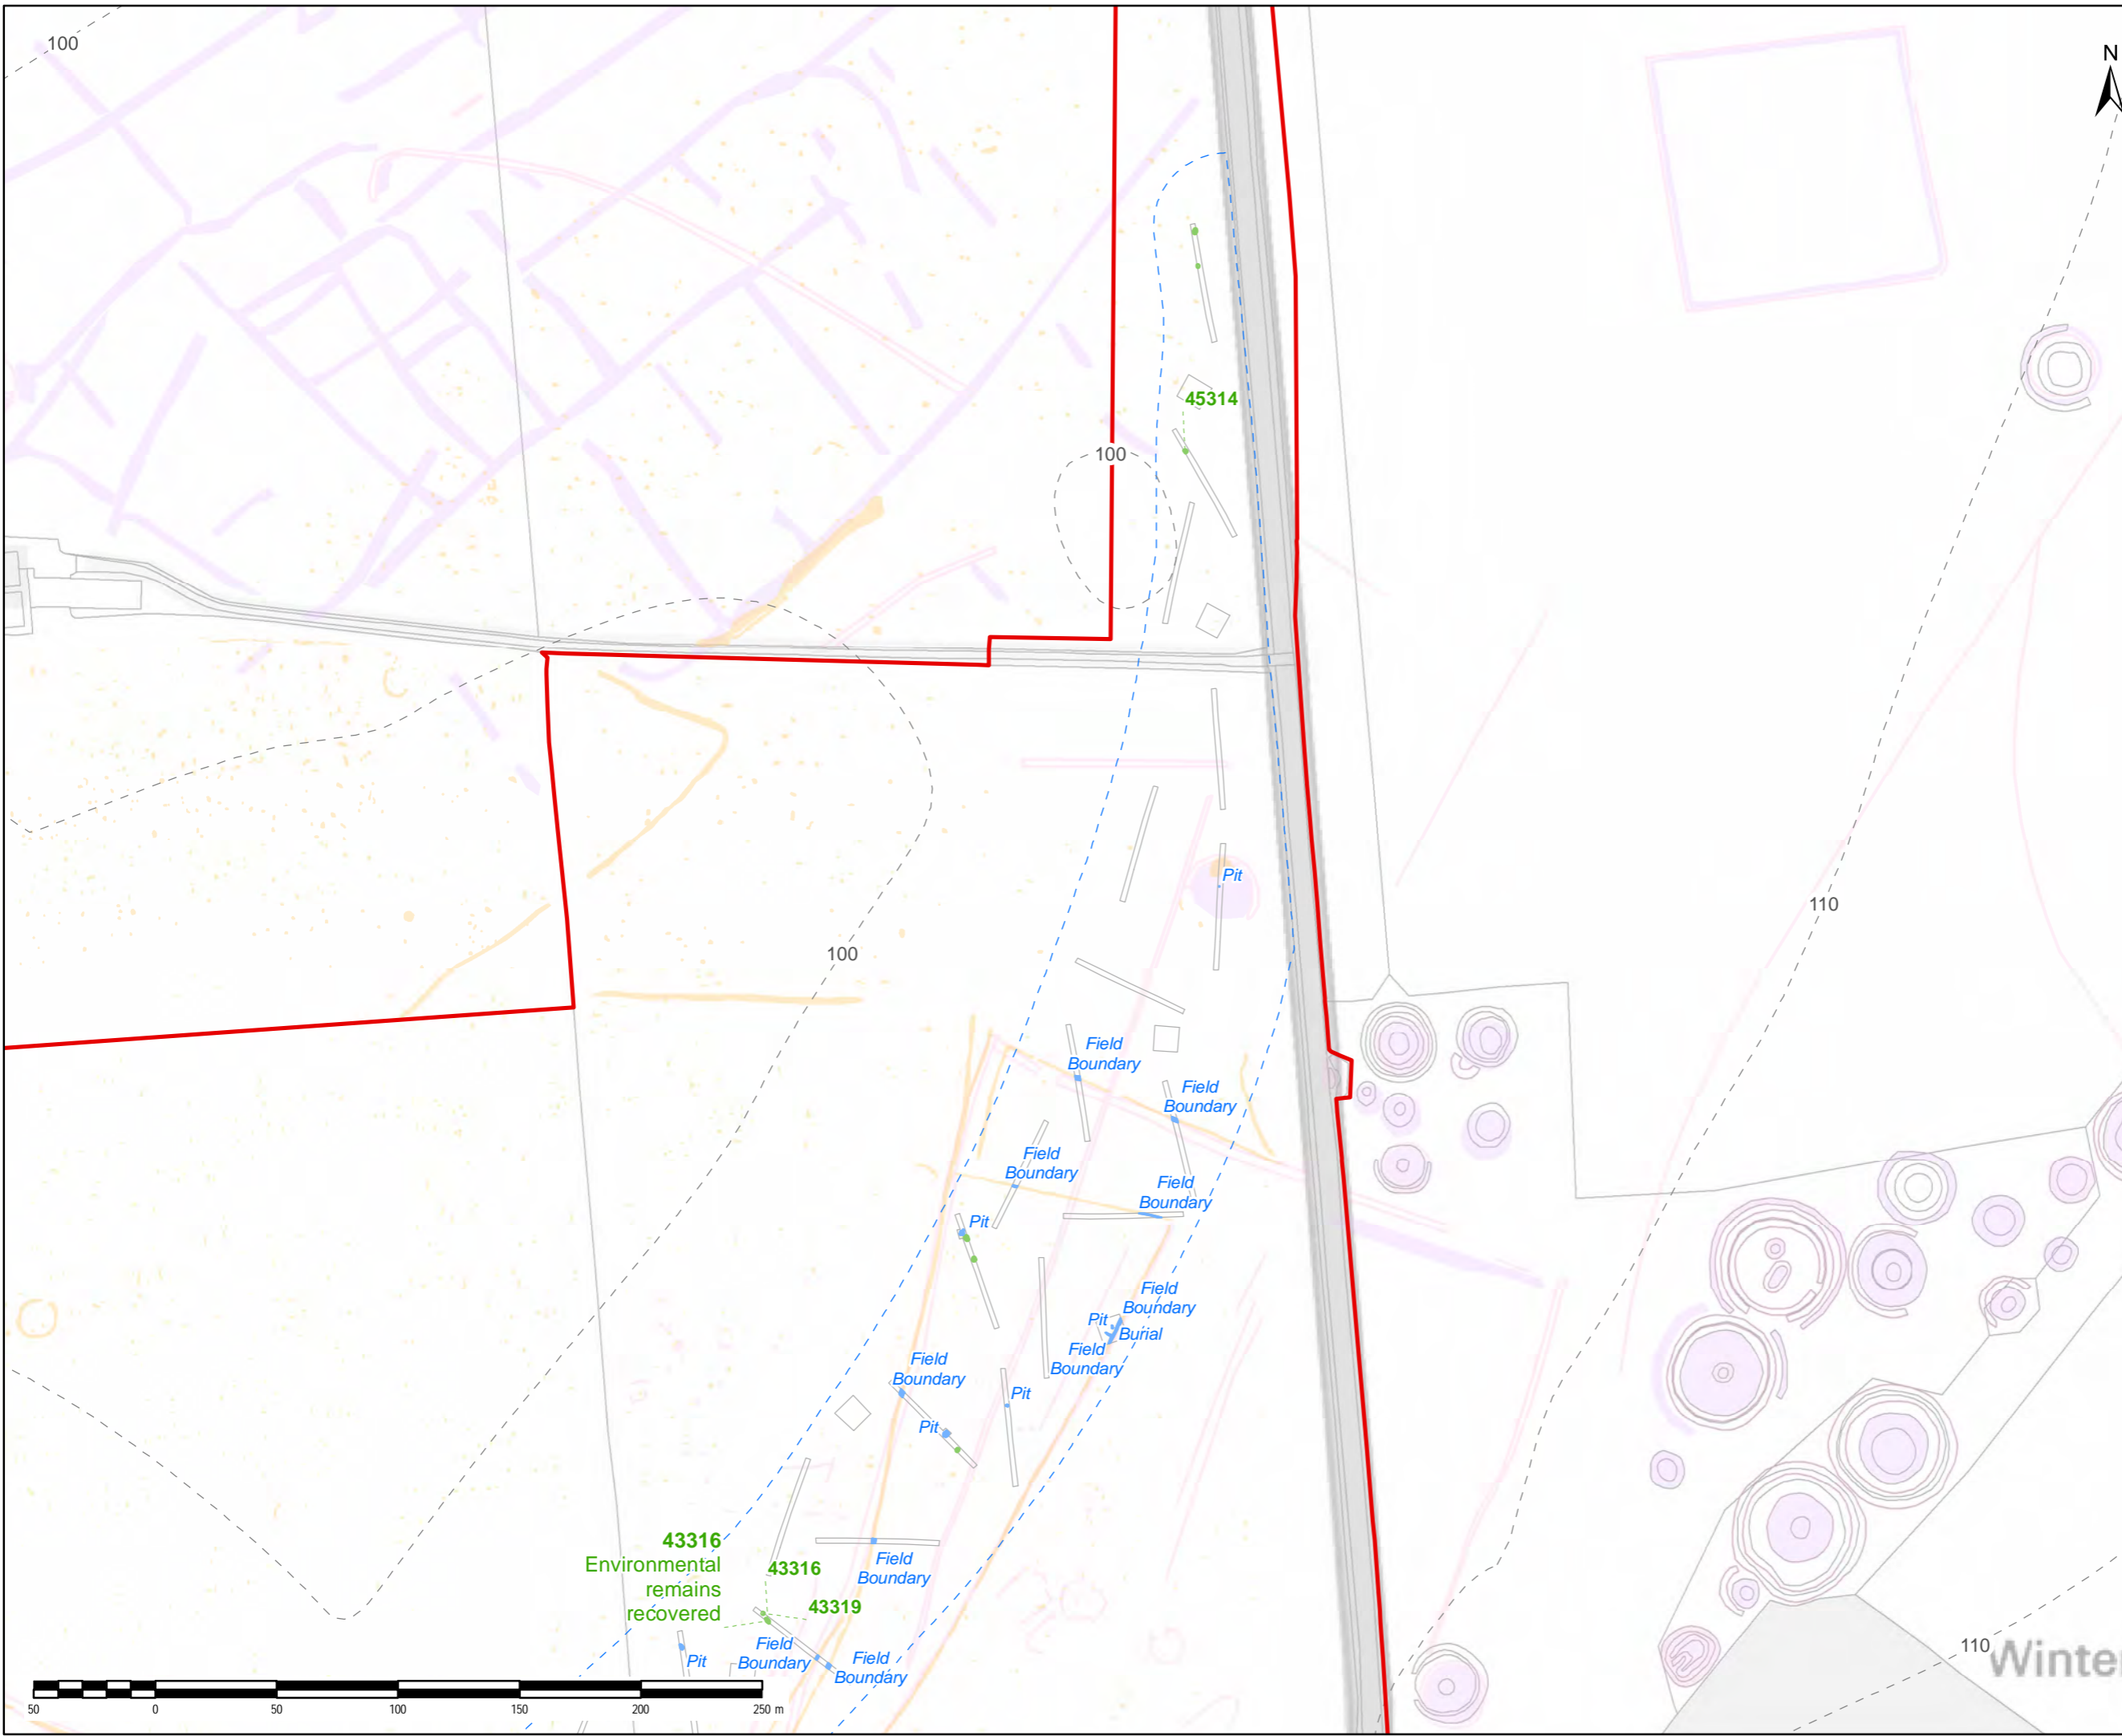 100
N
45314
100
Pit
110
100
Field
Boundary
Field
Boundary
Field
Boundary
Field
Boundary
Pit
Field
Boundary
Pit
Burial
Field
Boundary
Field
Boundary
Pit
Pit
43316
Environmental
remains
recovered
43316
43319
Field
Boundary
Pit
Field
Boundary
Field
Boundary
110
Winter
50
0
50
100
150
200
250 m